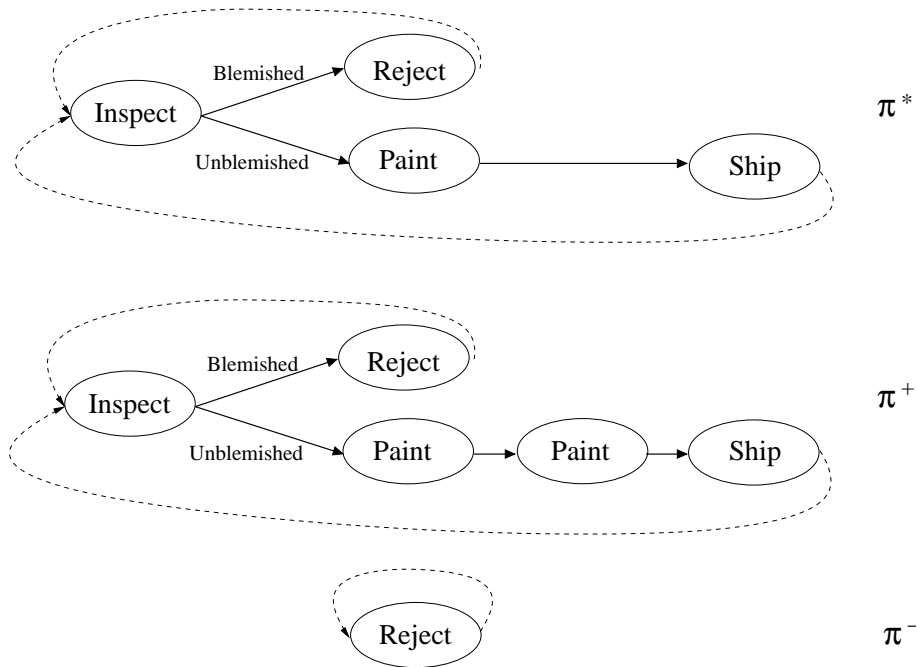 Blemished
Reject
Inspect
π*
Unblemished
Paint
Ship
Blemished
Reject
Inspect
π+
Unblemished
Paint
Paint
Ship
Reject
π−